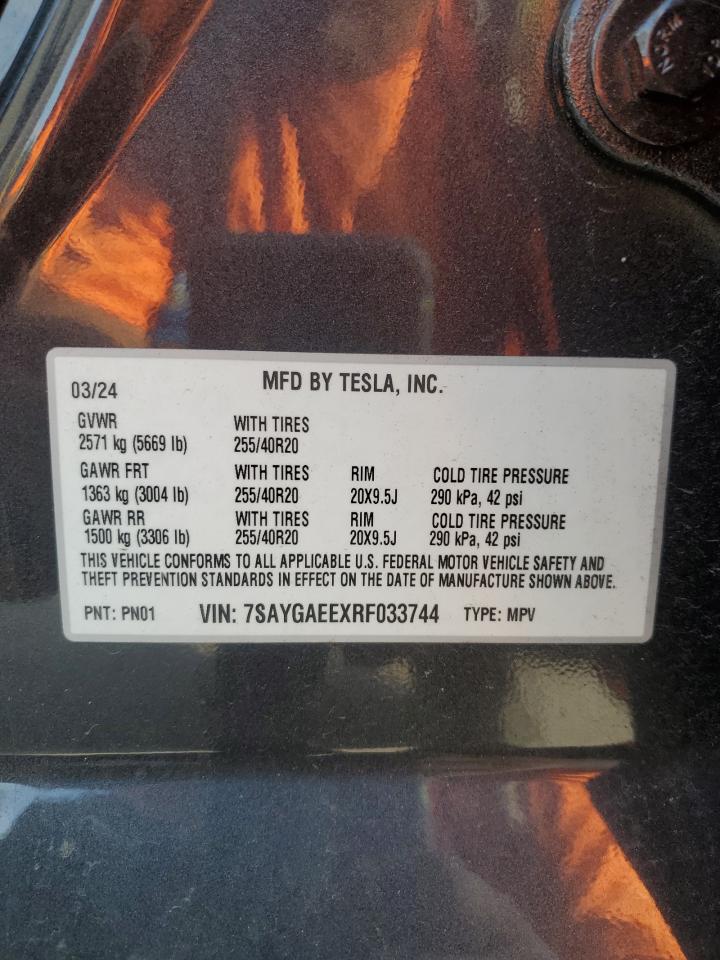 03/24 MFD BY TESLA, INC.
GVWR WITH TIRES
2571 kg (5669 lb) 255/40R20
GAWR FRT WITH TIRES RIM COLD TIRE PRESSURE
1363 kg (3004 lb) 255/40R20 20X9.5J 290 kPa, 42 psi
GAWR RR WITH TIRES RIM COLD TIRE PRESSURE
1500 kg (3306 lb) 255/40R20 20X9.5J 290 kPa, 42 psi
THIS VEHICLE CONFORMS TO ALL APPLICABLE U.S. FEDERAL MOTOR VEHICLE SAFETY AND
THEFT PREVENTION STANDARDS IN EFFECT ON THE DATE OF MANUFACTURE SHOWN ABOVE.
PNT: PN01 VIN: 7SAYGAEEXRF033744 TYPE: MPV